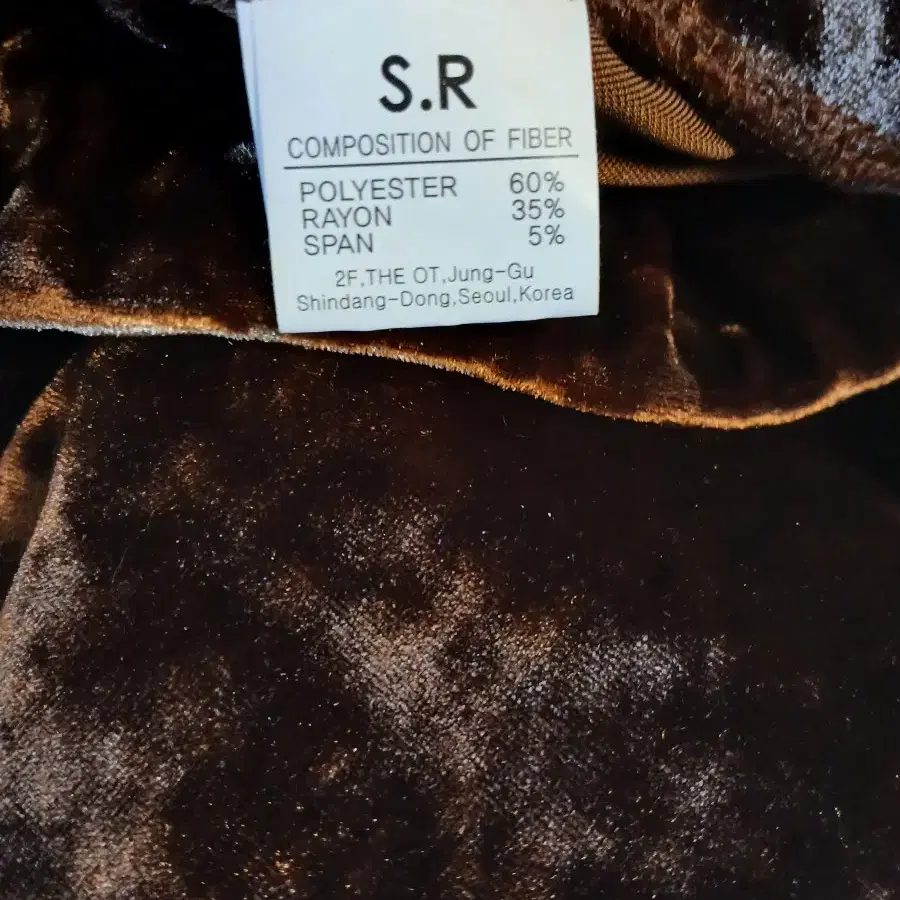 S.R
COMPOSITION OF FIBER
POLYESTER 60%
RAYON 35%
SPAN 5%
2F,THE OT,Jung-Gu
Shindang-Dong,Seoul,Korea